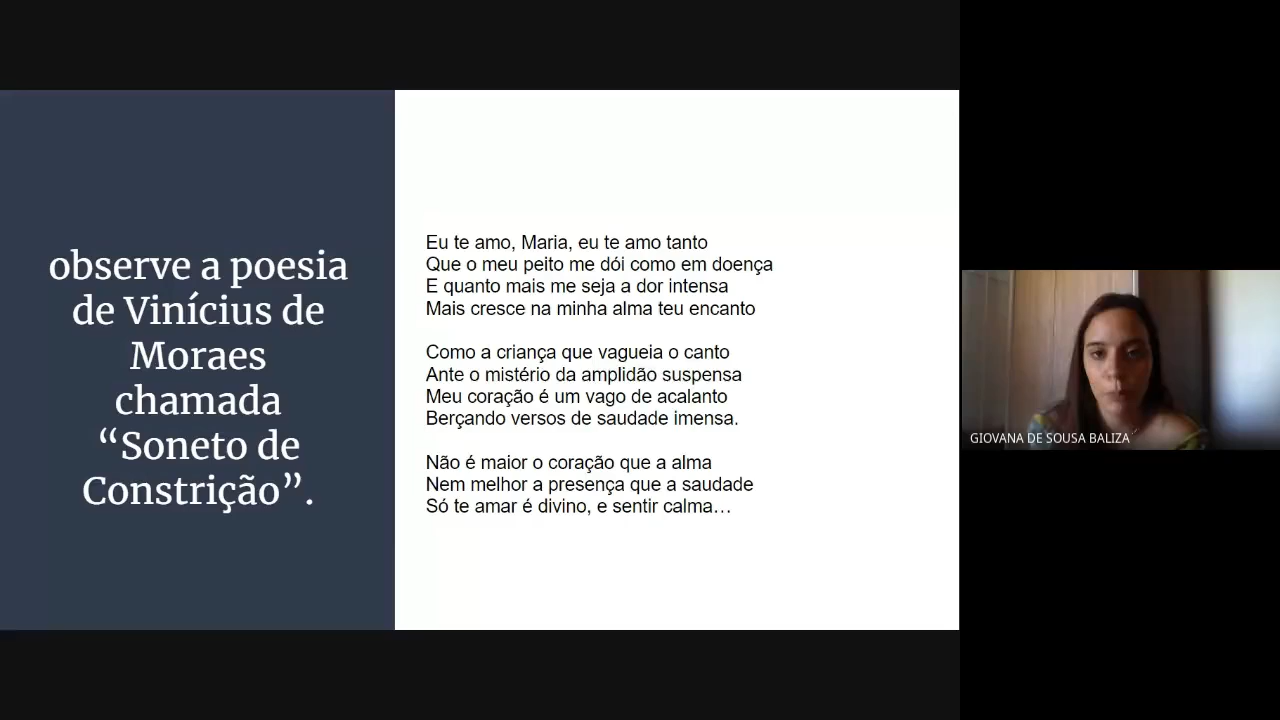 observe a poesia
de Vinícius de
Moraes
chamada
“Soneto de
Constrição”.
Eu te amo, Maria, eu te amo tanto
Que o meu peito me dói como em doença
E quanto mais me seja a dor intensa
Mais cresce na minha alma teu encanto
Como a criança que vagueia o canto
Ante o mistério da amplidão suspensa
Meu coração é um vago de acalanto
Berçando versos de saudade imensa.
Não é maior o coração que a alma
Nem melhor a presença que a saudade
Só te amar é divino, e sentir calma…
GIOVANA DE SOUSA BALIZA